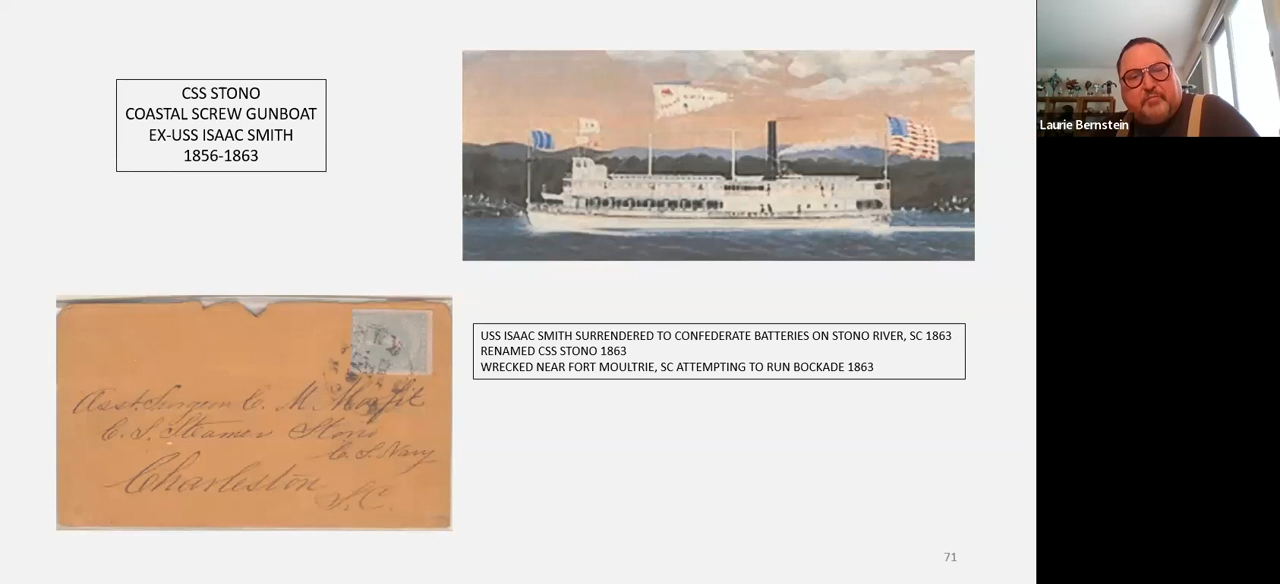 CSS STONO
COASTAL SCREW GUNBOAT
EX-USS ISAAC SMITH
1856-1863
Laurie Bernstein
USS ISAAC SMITH SURRENDERED TO CONFEDERATE BATTERIES ON STONO RIVER, SC 1863
RENAMED CSS STONO 1863
WRECKED NEAR FORT MOULTRIE, SC ATTEMPTING TO RUN BOCKADE 1863
Asst. Surgeon C. M.
C. S. Steamer Stono
C. S. Navy
Charleston
S. C.
71